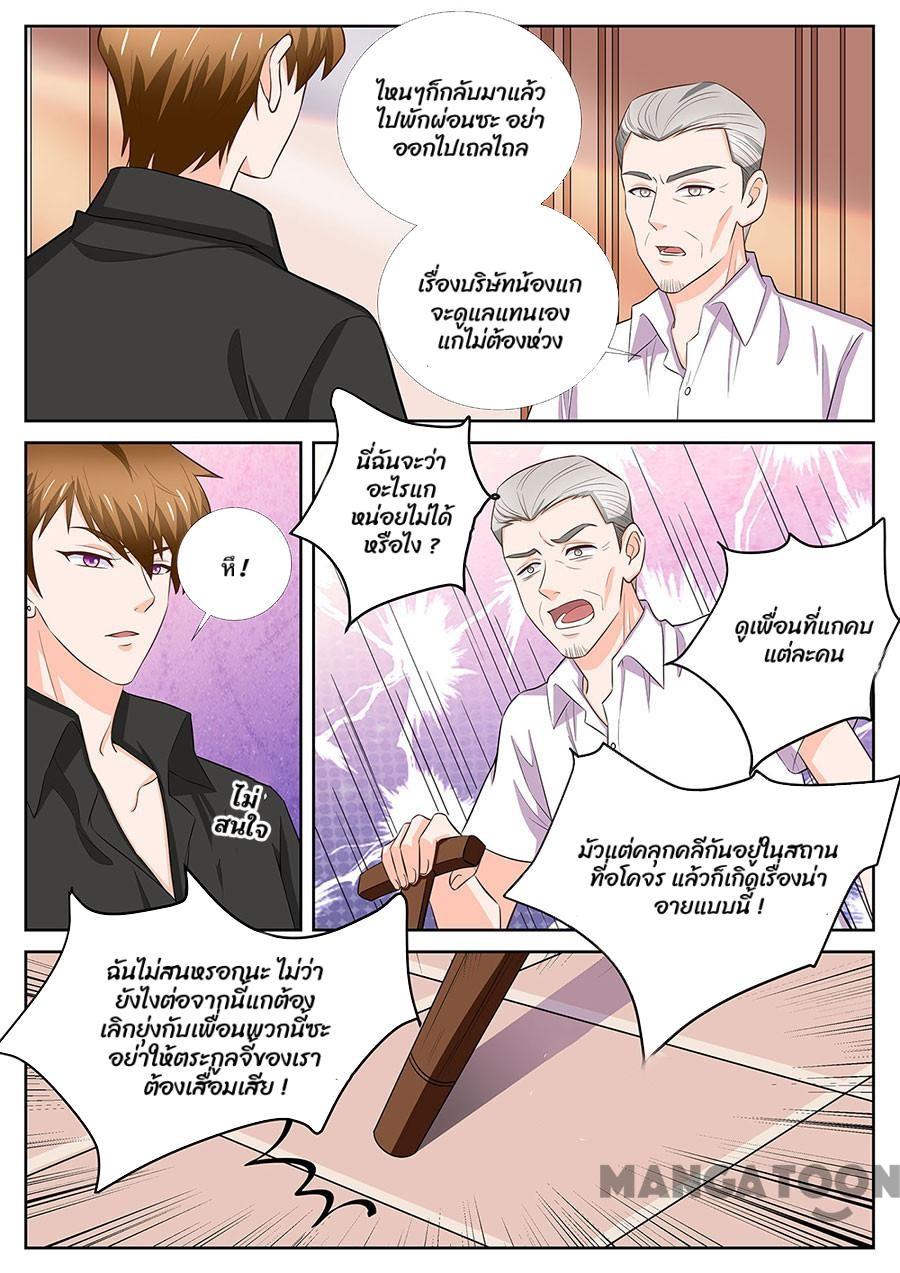 ไหนๆก็กลับมาแล้ว
ไปพักผ่อนซะ อย่า
ออกไปเถลไถล
เรื่องบริษัทน้องแก
จะดูแลแทนเอง
แกไม่ต้องห่วง
หึ !
ไม่
สนใจ
นี่ฉันจะว่า
อะไรแก
หน่อยไม่ได้
หรือไง ?
ดูเพื่อนที่แกคบ
แต่ละคน
มัวแต่คลุกคลีกันอยู่ในสถาน
ที่อโคจร แล้วก็เกิดเรื่องน่า
อายแบบนี้ !
ฉันไม่สนหรอกนะ ไม่ว่า
ยังไงต่อจากนี้แกต้อง
เลิกยุ่งกับเพื่อนพวกนี้ซะ
อย่าให้ตระกูลจี้ของเรา
ต้องเสื่อมเสีย !
MANGATOON